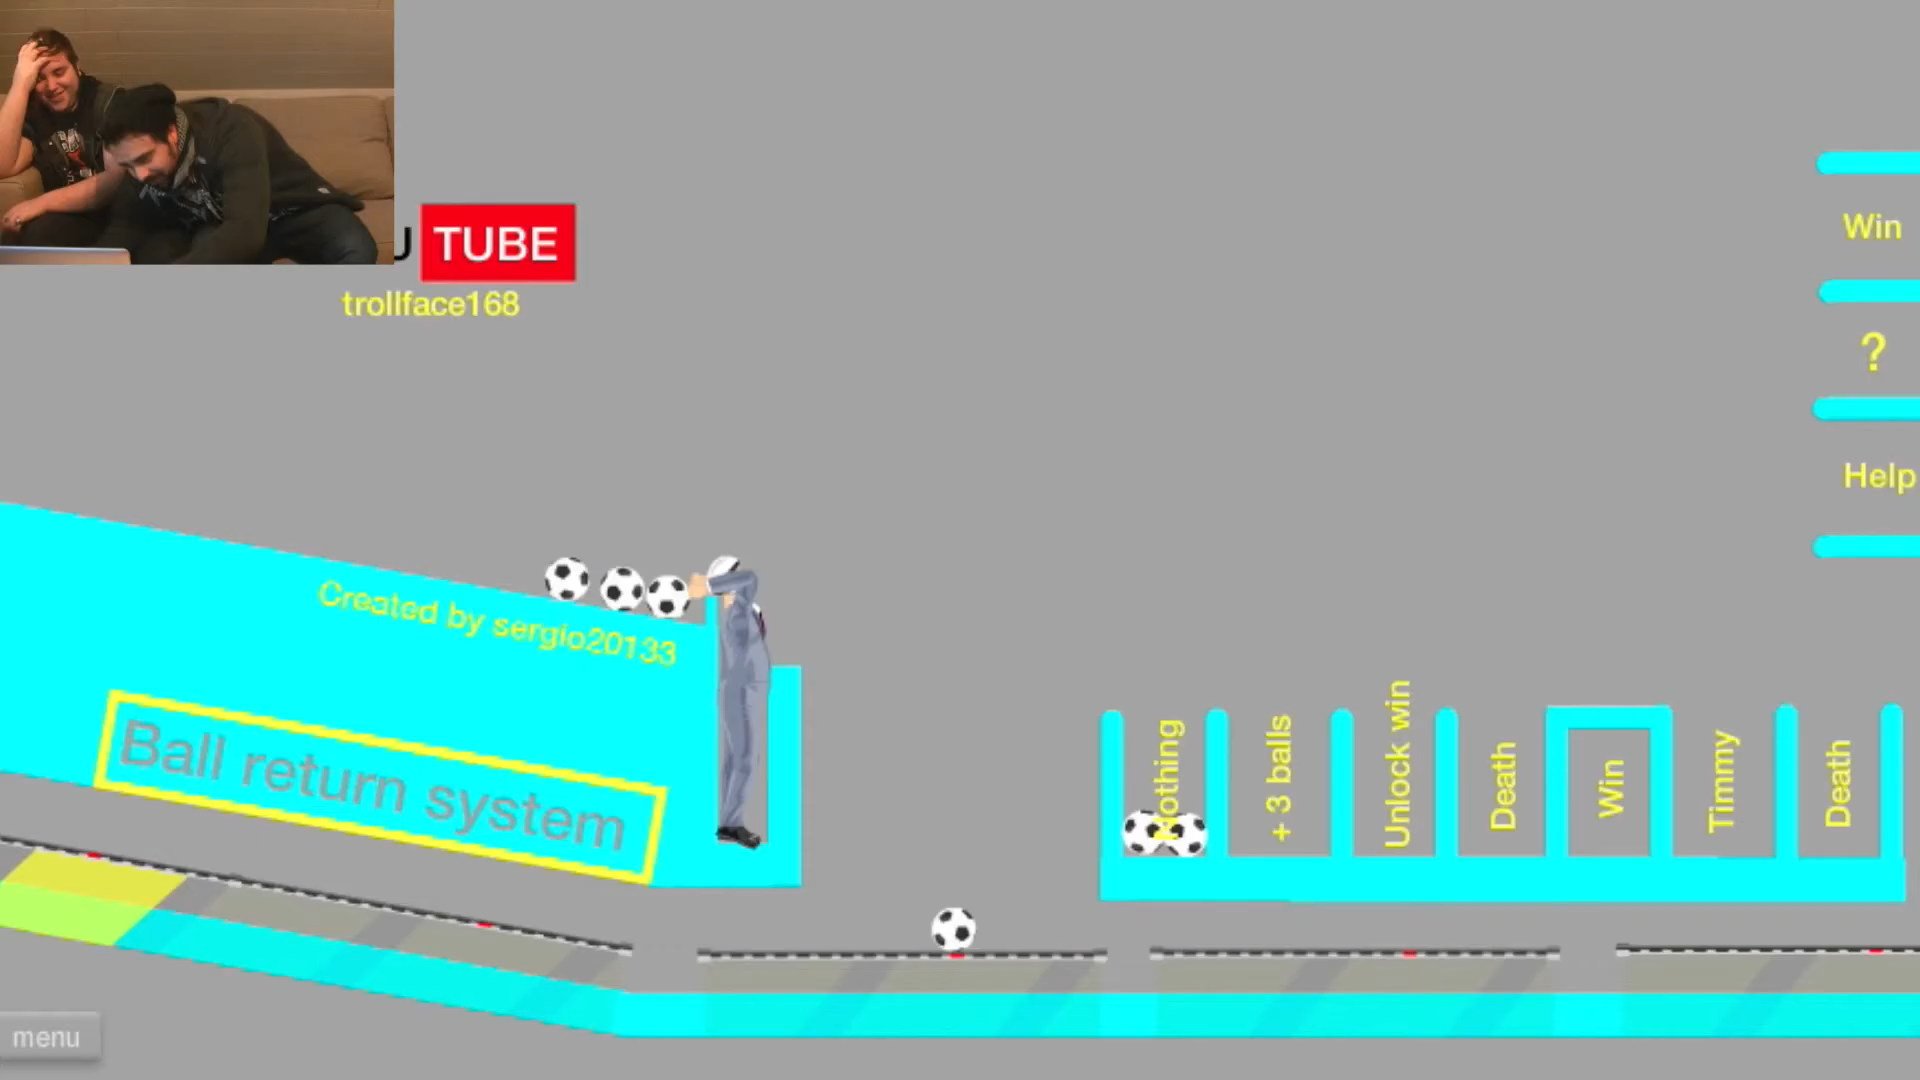 TUBE
trollface168
Win
?
Help
Created by sergio20133
Ball return system
Nothing
+ 3 balls
Unlock win
Death
Win
Timmy
Death
menu